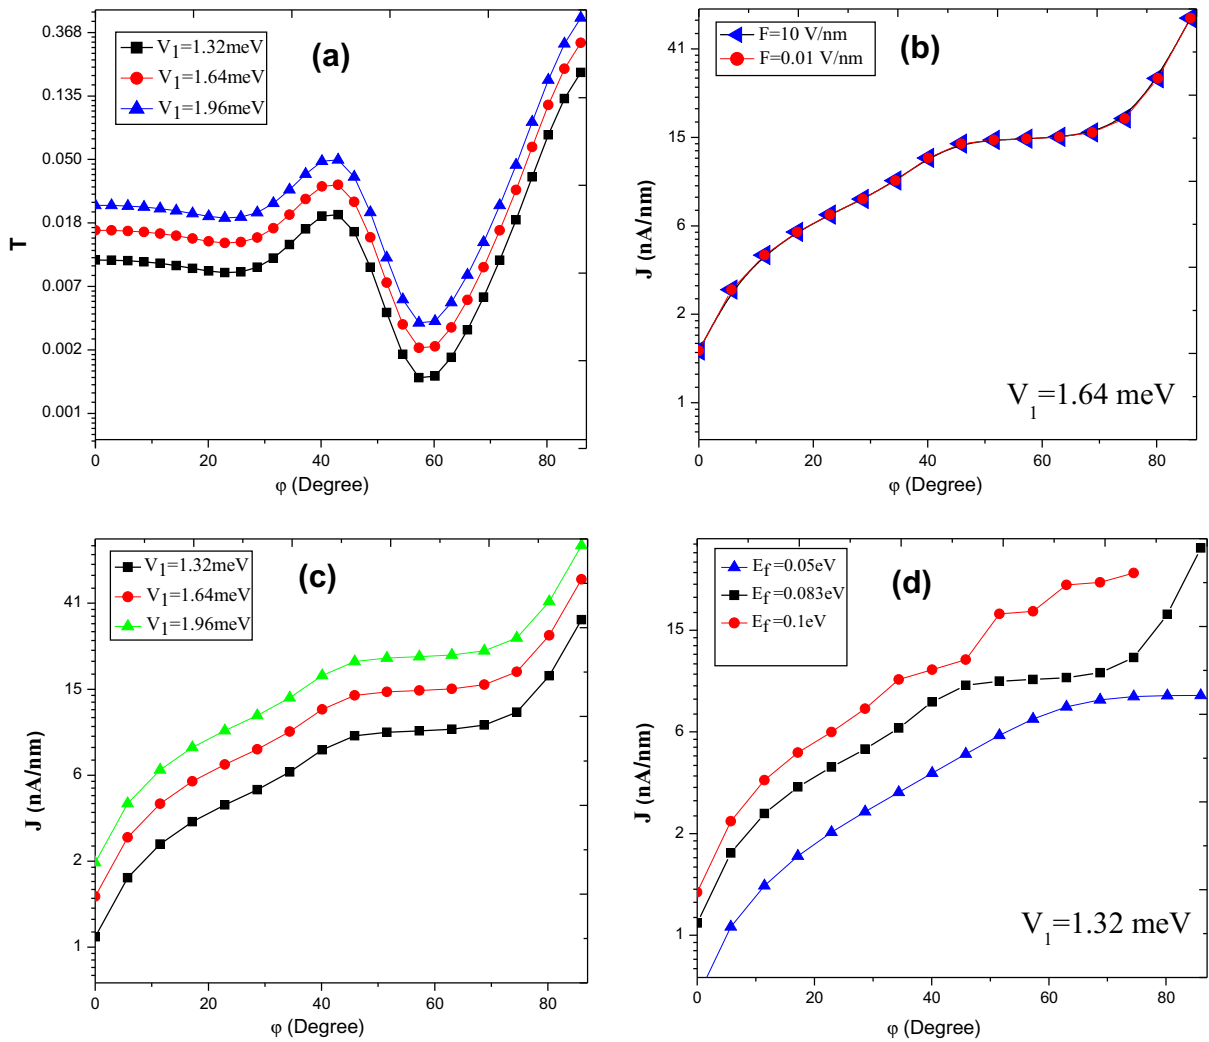 (a)
V1=1.32meV
V1=1.64meV
V1=1.96meV
0.368
0.135
0.050
0.018
0.007
0.002
0.001
T
0 20 40 60 80
φ (Degree)
(b)
F=10 V/nm
F=0.01 V/nm
41
15
6
2
1
J (nA/nm)
V1=1.64 meV
0 20 40 60 80
φ (Degree)
(c)
V1=1.32meV
V1=1.64meV
V1=1.96meV
41
15
6
2
1
J (nA/nm)
0 20 40 60 80
φ (Degree)
(d)
Ef=0.05eV
Ef=0.083eV
Ef=0.1eV
15
6
2
1
J (nA/nm)
V1=1.32 meV
0 20 40 60 80
φ (Degree)